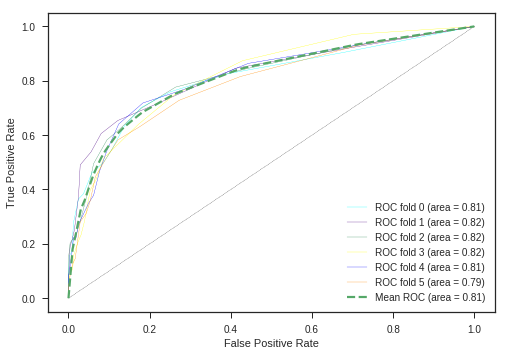 1.0
0.8
0.6
0.4
0.2
0.0
True Positive Rate
ROC fold 0 (area = 0.81)
ROC fold 1 (area = 0.82)
ROC fold 2 (area = 0.82)
ROC fold 3 (area = 0.82)
ROC fold 4 (area = 0.81)
ROC fold 5 (area = 0.79)
Mean ROC (area = 0.81)
0.0 0.2 0.4 0.6 0.8 1.0
False Positive Rate